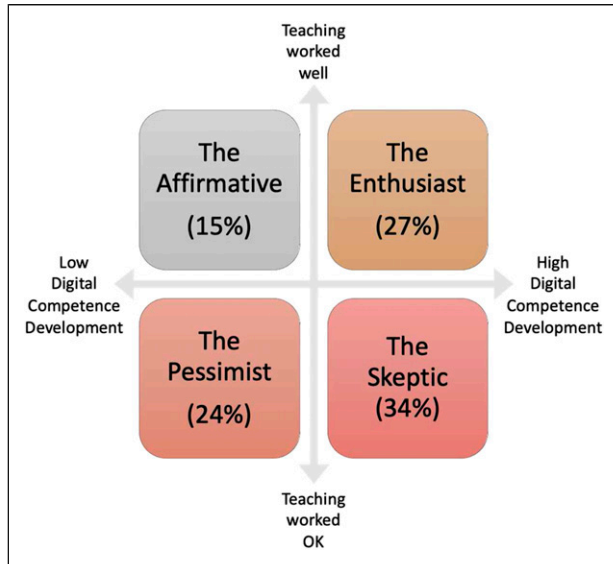 Teaching
worked
well
The
Affirmative
(15%)
The
Enthusiast
(27%)
Low
Digital
Competence
Development
High
Digital
Competence
Development
The
Pessimist
(24%)
The
Skeptic
(34%)
Teaching
worked
OK